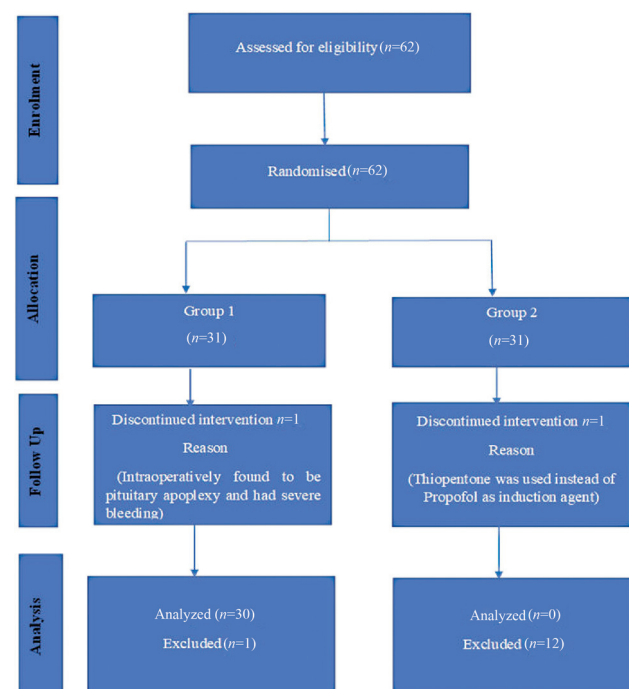 Enrolment
Assessed for eligibility (n=62)
Randomised (n=62)
Allocation
Group 1
(n=31)
Group 2
(n=31)
Follow Up
Discontinued intervention n=1
Reason
(Intraoperatively found to be
pituitary apoplexy and had severe
bleeding)
Discontinued intervention n=1
Reason
(Thiopentone was used instead of
Propofol as induction agent)
Analysis
Analyzed (n=30)
Excluded (n=1)
Analyzed (n=0)
Excluded (n=12)